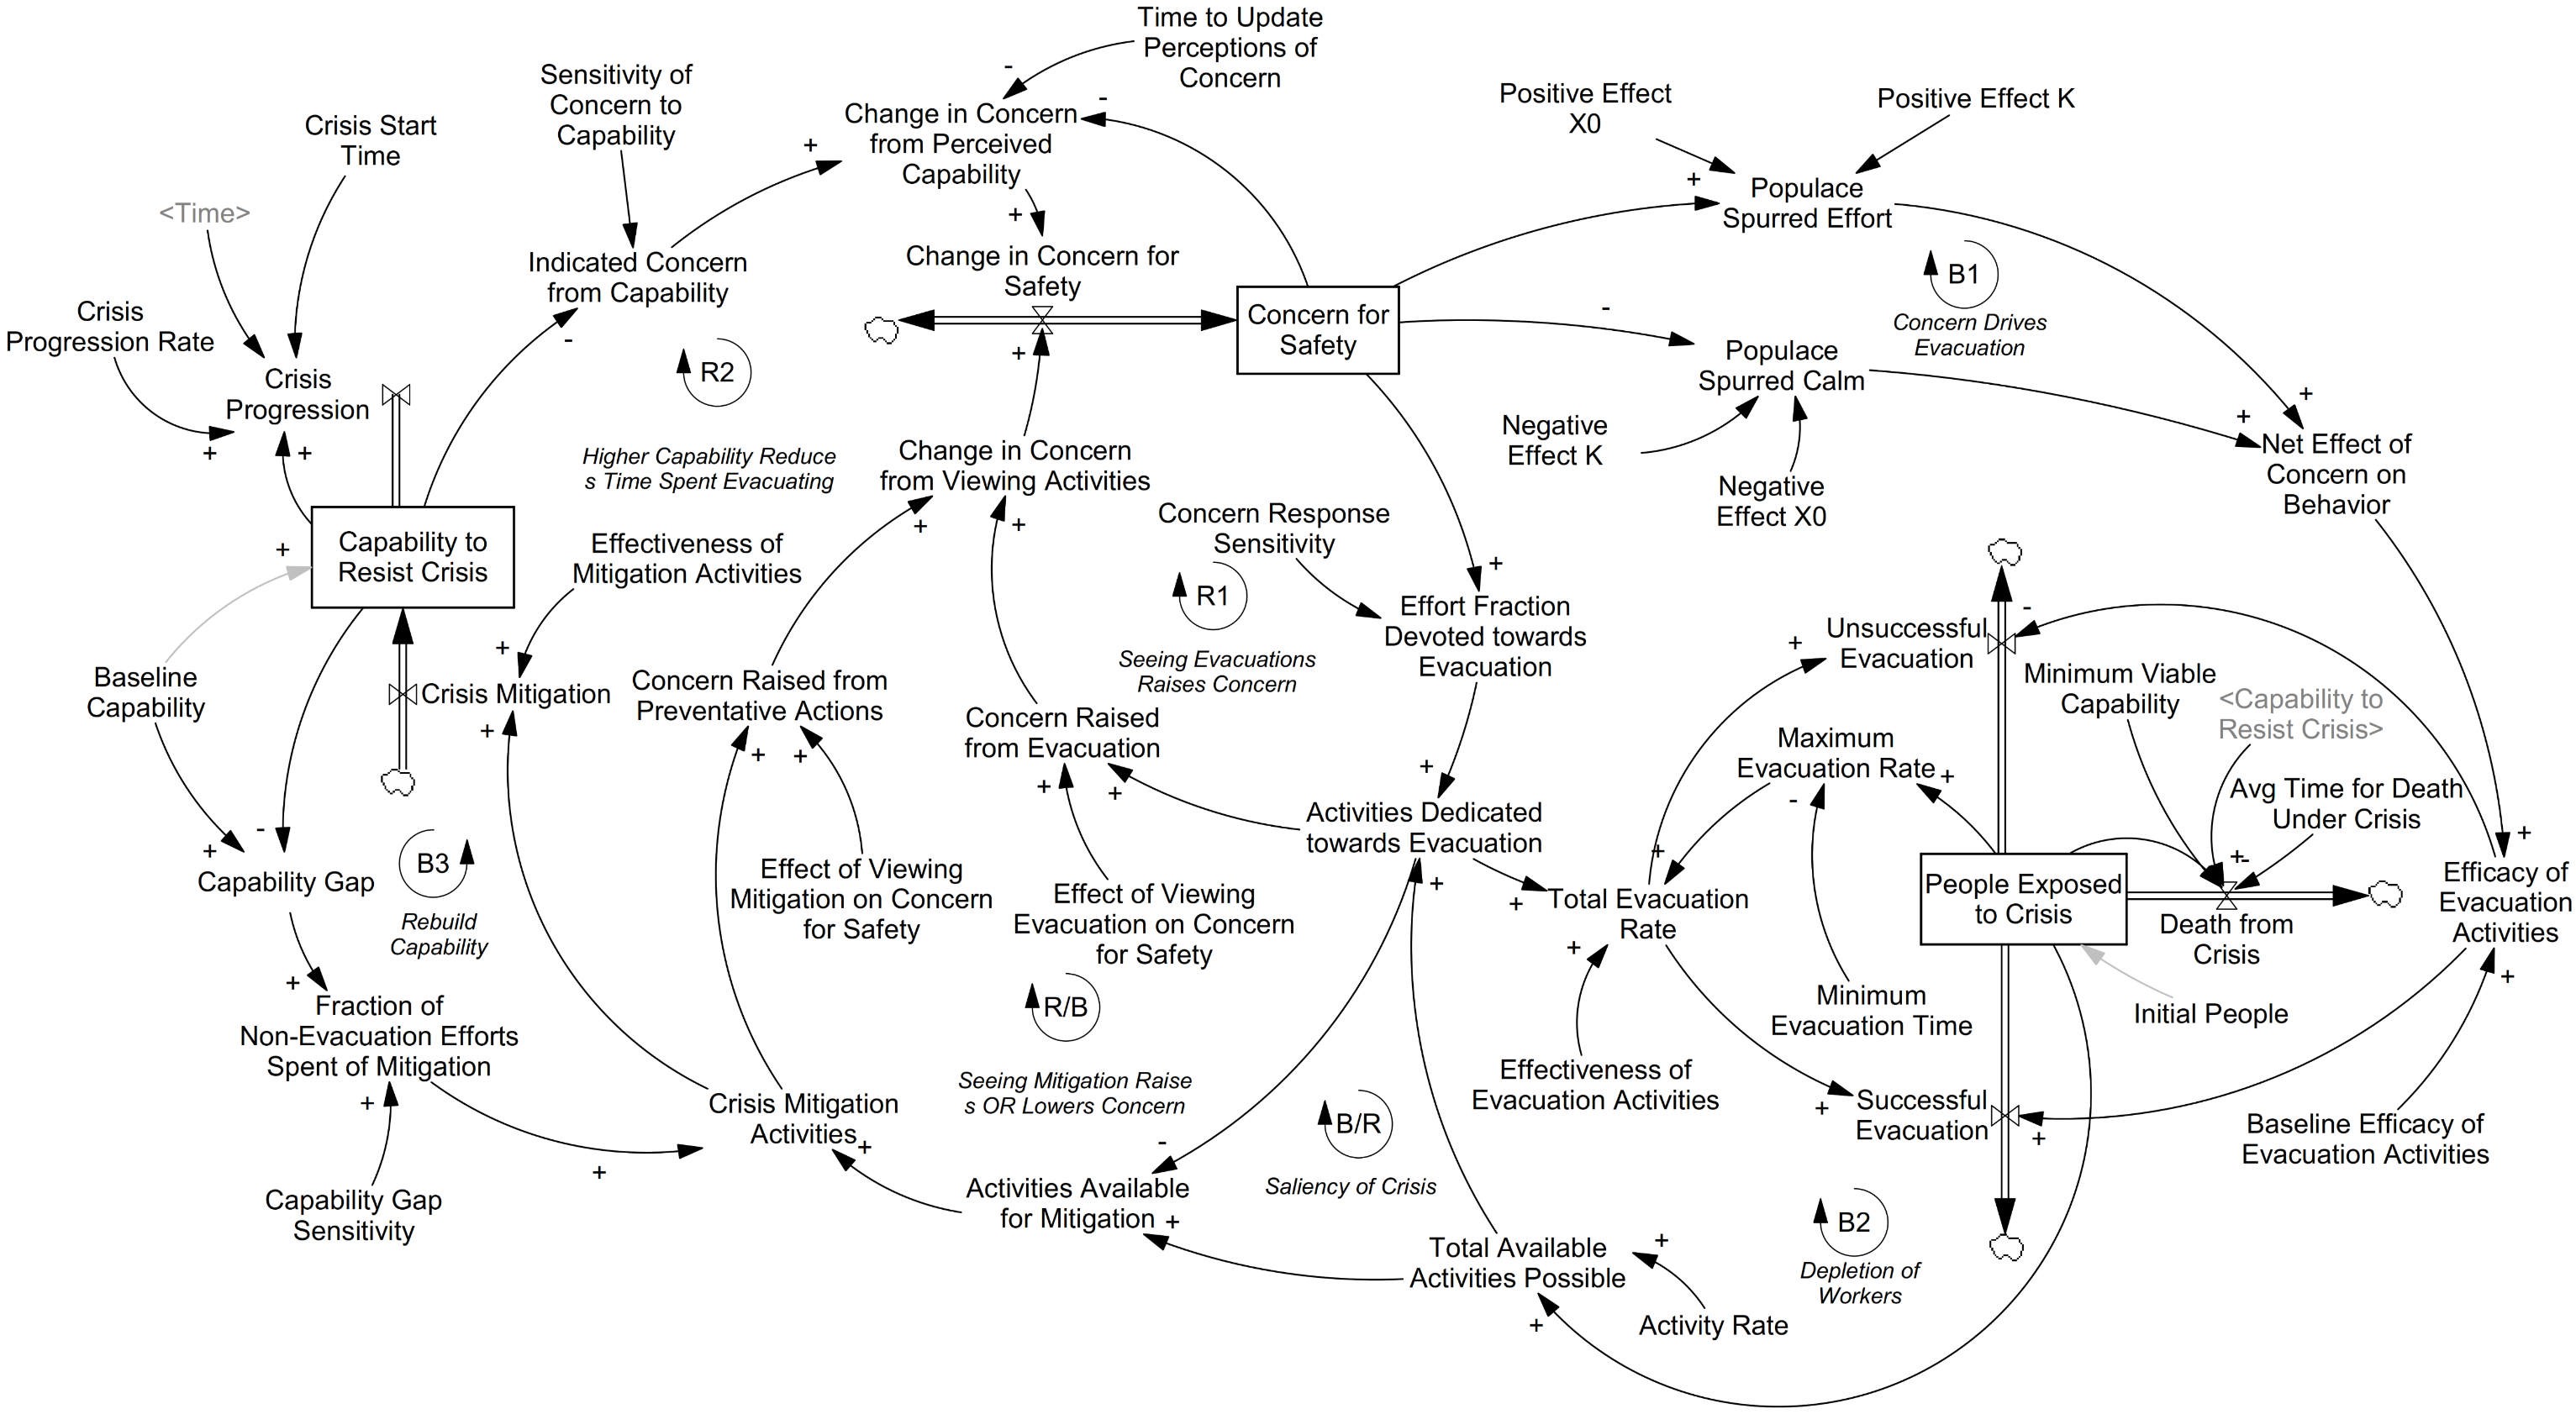 Time to Update
Perceptions of
Concern
Sensitivity of
Concern to
Capability
Crisis Start
Time
<Time>
Crisis
Progression Rate
Crisis
Progression
+
+
Indicated Concern
from Capability
-
+
Change in Concern
from Perceived
Capability
-
-
+
Change in Concern for
Safety
+
Concern for
Safety
Positive Effect
X0
Positive Effect K
+
Populace
Spurred Effort
B1
Concern Drives
Evacuation
-
Populace
Spurred Calm
Negative
Effect K
Negative
Effect X0
+
+
Net Effect of
Concern on
Behavior
R2
Higher Capability Reduce
s Time Spent Evacuating
Change in Concern
from Viewing Activities
+
+
Concern Response
Sensitivity
R1
Seeing Evacuations
Raises Concern
+
Effort Fraction
Devoted towards
Evacuation
+
Capability to
Resist Crisis
Effectiveness of
Mitigation Activities
+
Crisis Mitigation
+
Baseline
Capability
Concern Raised from
Preventative Actions
+
+
Concern Raised
from Evacuation
+
+
+
Activities Dedicated
towards Evacuation
+
Unsuccessful
Evacuation
+
-
Minimum Viable
Capability
<Capability to
Resist Crisis>
Maximum
Evacuation Rate
+
-
Avg Time for Death
Under Crisis
+
-
People Exposed
to Crisis
Death from
Crisis
Initial People
+
Efficacy of
Evacuation
Activities
+
+
-
Capability Gap
B3
Rebuild
Capability
Effect of Viewing
Mitigation on Concern
for Safety
Effect of Viewing
Evacuation on Concern
for Safety
+
+
Total Evacuation
Rate
+
Minimum
Evacuation Time
Effectiveness of
Evacuation Activities
+
Fraction of
Non-Evacuation Efforts
Spent of Mitigation
+
Capability Gap
Sensitivity
+
Crisis Mitigation
Activities
+
R/B
Seeing Mitigation Raise
s OR Lowers Concern
-
Activities Available
for Mitigation
+
B/R
Saliency of Crisis
+
Successful
Evacuation
+
Baseline Efficacy of
Evacuation Activities
Total Available
Activities Possible
+
+
Activity Rate
B2
Depletion of
Workers